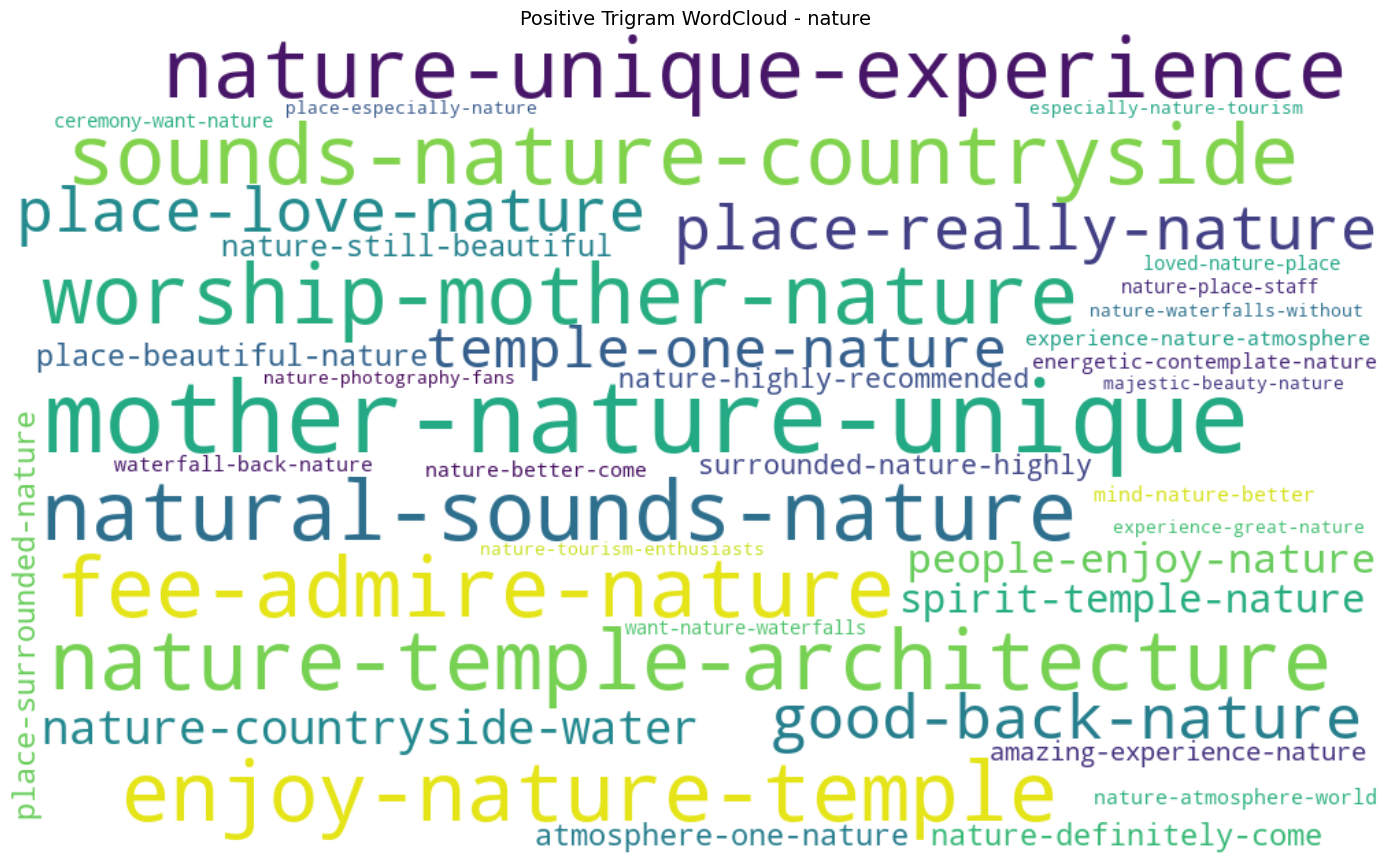 Positive Trigram WordCloud - nature
nature-unique-experience
place-especially-nature
especially-nature-tourism
ceremony-want-nature
sounds-nature-countryside
place-love-nature
place-really-nature
nature-still-beautiful
loved-nature-place
worship-mother-nature
nature-place-staff
nature-waterfalls-without
temple-one-nature
experience-nature-atmosphere
place-beautiful-nature
energetic-contemplate-nature
nature-photography-fans
nature-highly-recommended
majestic-beauty-nature
mother-nature-unique
waterfall-back-nature
nature-better-come
surrounded-nature-highly
natural-sounds-nature
mind-nature-better
experience-great-nature
nature-tourism-enthusiasts
people-enjoy-nature
fee-admire-nature
spirit-temple-nature
place-surrounded-nature
want-nature-waterfalls
nature-temple-architecture
nature-countryside-water
good-back-nature
amazing-experience-nature
enjoy-nature-temple
nature-atmosphere-world
atmosphere-one-nature
nature-definitely-come